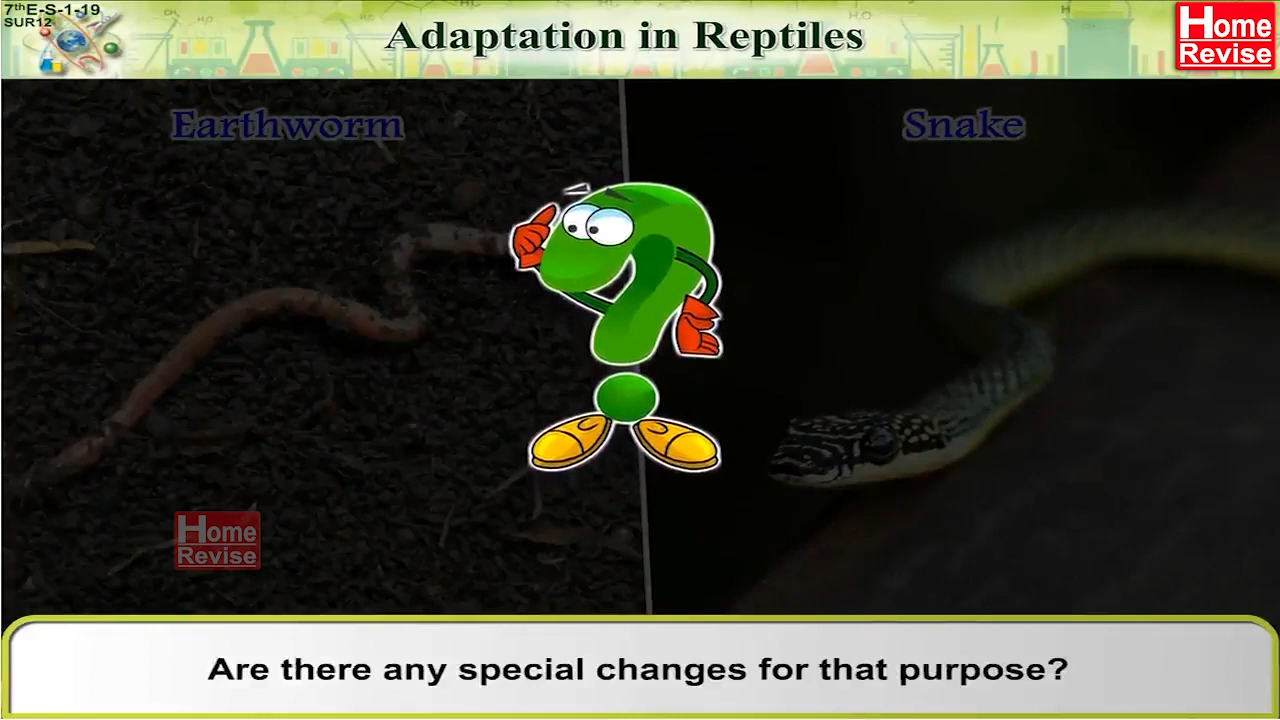 7thE-S-1-19
SUR12
Adaptation in Reptiles
Home
Revise
Earthworm
Snake
Home
Revise
Are there any special changes for that purpose?